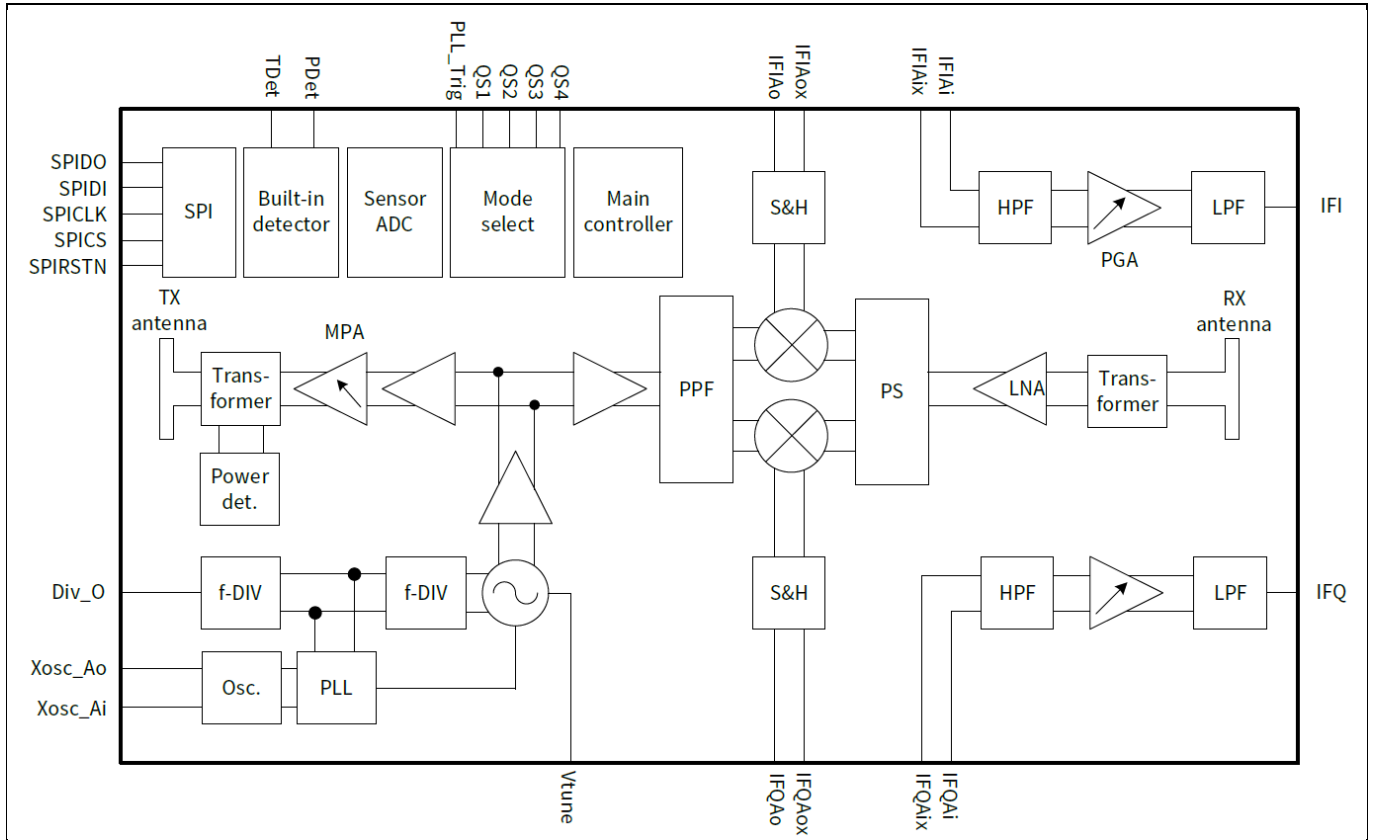 TDet
PDet
PLL_Trig
QS1
QS2
QS3
QS4
IFIAo
IFIAox
IFIAix
IFIAi
SPIDO
SPIDI
SPICLK
SPICS
SPIRSTN
SPI
Built-in
detector
Sensor
ADC
Mode
select
Main
controller
S&H
HPF
PGA
LPF
IFI
TX
antenna
MPA
Trans-
former
Power
det.
PPF
PS
LNA
Trans-
former
RX
antenna
Div_O
f-DIV
f-DIV
S&H
HPF
LPF
IFQ
Xosc_Ao
Xosc_Ai
Osc.
PLL
Vtune
IFQAo
IFQAox
IFQAix
IFQAi